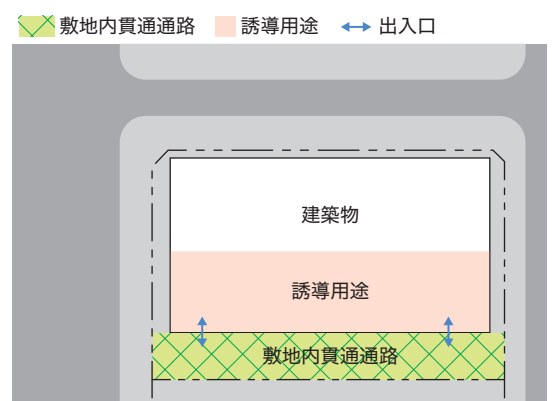 敷地内貫通通路 誘導用途 出入口
建築物
誘導用途
敷地内貫通通路